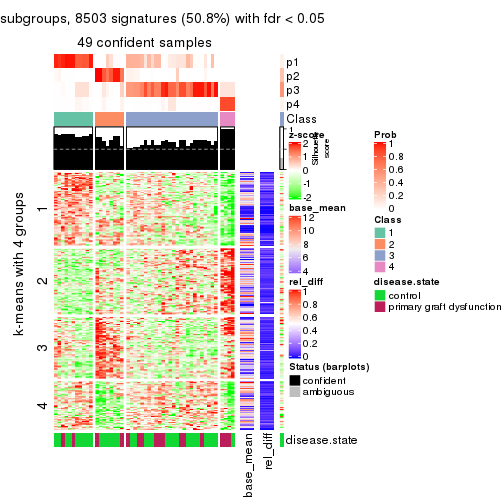 subgroups, 8503 signatures (50.8%) with fdr < 0.05
49 confident samples
p1
p2
p3
p4
Class
1
Silhouette
score
k-means with 4 groups
1
2
3
4
z-score
2
1
0
-1
-2
base_mean
12
10
8
6
4
rel_diff
1
0.8
0.6
0.4
0.2
0
Status (barplots)
confident
ambiguous
Prob
1
0.8
0.6
0.4
0.2
0
Class
1
2
3
4
disease.state
control
primary graft dysfunction
disease.state
base_mean
rel_diff